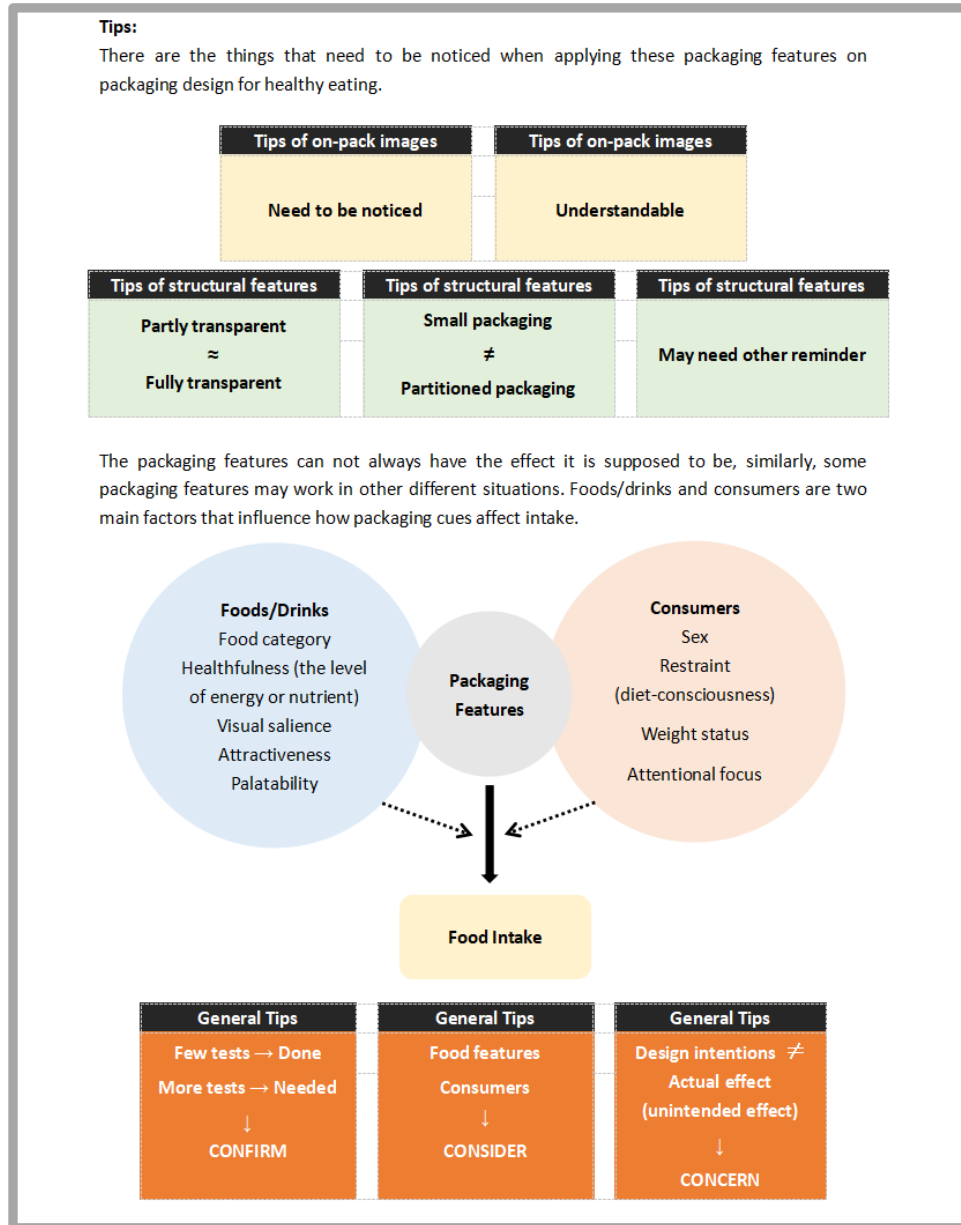 Tips:
There are the things that need to be noticed when applying these packaging features on
packaging design for healthy eating.
Tips of on-pack images
Need to be noticed
Tips of on-pack images
Understandable
Tips of structural features
Partly transparent
≈
Fully transparent
Tips of structural features
Small packaging
≠
Partitioned packaging
Tips of structural features
May need other reminder
The packaging features can not always have the effect it is supposed to be, similarly, some
packaging features may work in other different situations. Foods/drinks and consumers are two
main factors that influence how packaging cues affect intake.
Foods/Drinks
Food category
Healthfulness (the level
of energy or nutrient)
Visual salience
Attractiveness
Palatability
Packaging
Features
Consumers
Sex
Restraint
(diet-consciousness)
Weight status
Attentional focus
Food Intake
General Tips
Few tests → Done
More tests → Needed
↓
CONFIRM
General Tips
Food features
Consumers
↓
CONSIDER
General Tips
Design intentions ≠
Actual effect
(unintended effect)
↓
CONCERN